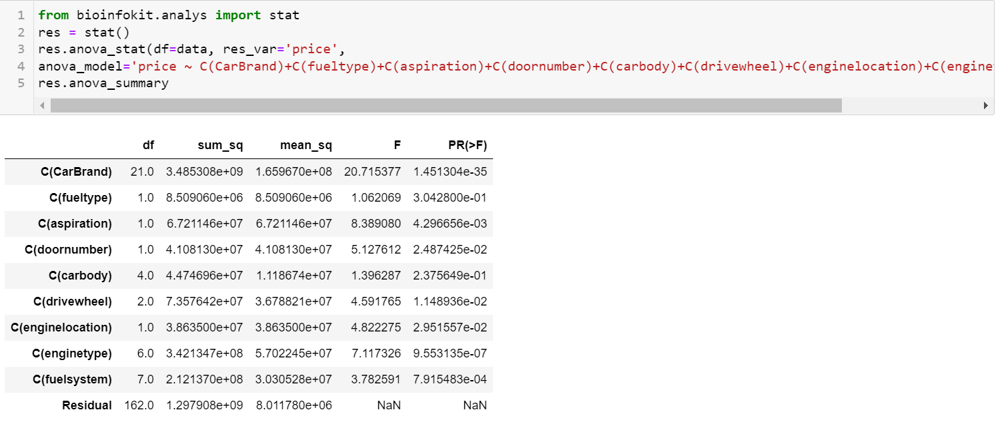 1 from bioinfokit.analys import stat
2 res = stat()
3 res.anova_stat(df=data, res_var='price',
4 anova_model='price ~ C(CarBrand)+C(fueltype)+C(aspiration)+C(doornumber)+C(carbody)+C(drivewheel)+C(enginelocation)+C(engine
5 res.anova_summary
df sum_sq mean_sq F PR(>F)
C(CarBrand) 21.0 3.485308e+09 1.659670e+08 20.715377 1.451304e-35
C(fueltype) 1.0 8.509060e+06 8.509060e+06 1.062069 3.042800e-01
C(aspiration) 1.0 6.721146e+07 6.721146e+07 8.389080 4.296656e-03
C(doornumber) 1.0 4.108130e+07 4.108130e+07 5.127612 2.487425e-02
C(carbody) 4.0 4.474696e+07 1.118674e+07 1.396287 2.375649e-01
C(drivewheel) 2.0 7.357642e+07 3.678821e+07 4.591765 1.148936e-02
C(enginelocation) 1.0 3.863500e+07 3.863500e+07 4.822275 2.951557e-02
C(enginetype) 6.0 3.421347e+08 5.702245e+07 7.117326 9.553135e-07
C(fuelsystem) 7.0 2.121370e+08 3.030528e+07 3.782591 7.915483e-04
Residual 162.0 1.297908e+09 8.011780e+06 NaN NaN